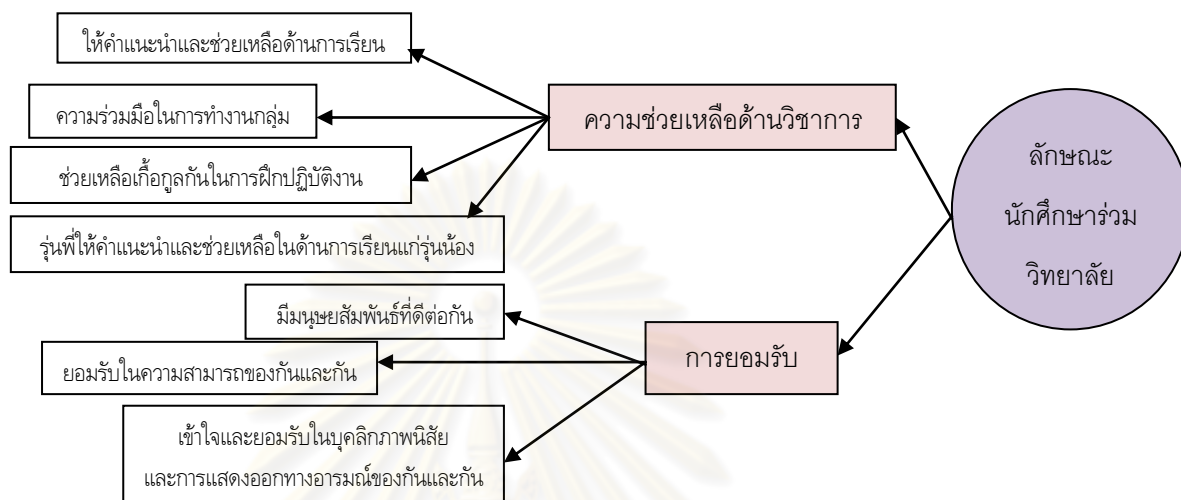 ให้คำแนะนำและช่วยเหลือด้านการเรียน
ความร่วมมือในการทำงานกลุ่ม
ช่วยเหลือเกื้อกูลกันในการฝึกปฏิบัติงาน
รุ่นพี่ให้คำแนะนำและช่วยเหลือในด้านการเรียนแก่รุ่นน้อง
ความช่วยเหลือด้านวิชาการ
มีมนุษยสัมพันธ์ที่ดีต่อกัน
ยอมรับในความสามารถของกันและกัน
เข้าใจและยอมรับในบุคลิกภาพนิสัย
และการแสดงออกทางอารมณ์ของกันและกัน
การยอมรับ
ลักษณะ
นักศึกษาร่วม
วิทยาลัย